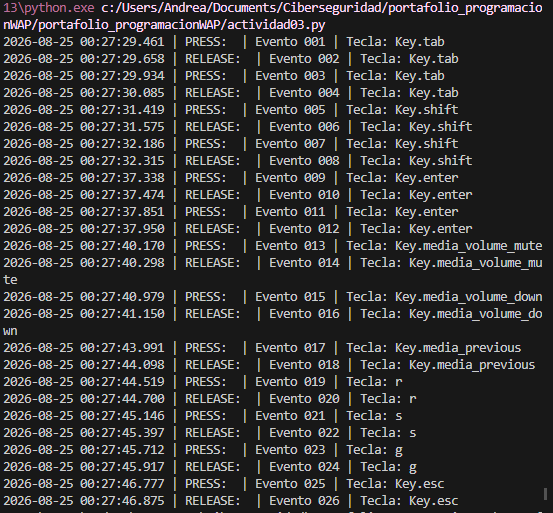 13\python.exe c:/Users/Andrea/Documents/Ciberseguridad/portafolio_programacio
nWAP/portafolio_programacionWAP/actividad03.py
2026-08-25 00:27:29.461 | PRESS:  | Evento 001 | Tecla: Key.tab
2026-08-25 00:27:29.658 | RELEASE:  | Evento 002 | Tecla: Key.tab
2026-08-25 00:27:29.934 | PRESS:  | Evento 003 | Tecla: Key.tab
2026-08-25 00:27:30.085 | RELEASE:  | Evento 004 | Tecla: Key.tab
2026-08-25 00:27:31.419 | PRESS:  | Evento 005 | Tecla: Key.shift
2026-08-25 00:27:31.575 | RELEASE:  | Evento 006 | Tecla: Key.shift
2026-08-25 00:27:32.186 | PRESS:  | Evento 007 | Tecla: Key.shift
2026-08-25 00:27:32.315 | RELEASE:  | Evento 008 | Tecla: Key.shift
2026-08-25 00:27:37.338 | PRESS:  | Evento 009 | Tecla: Key.enter
2026-08-25 00:27:37.474 | RELEASE:  | Evento 010 | Tecla: Key.enter
2026-08-25 00:27:37.851 | PRESS:  | Evento 011 | Tecla: Key.enter
2026-08-25 00:27:37.950 | RELEASE:  | Evento 012 | Tecla: Key.enter
2026-08-25 00:27:40.170 | PRESS:  | Evento 013 | Tecla: Key.media_volume_mute
2026-08-25 00:27:40.298 | RELEASE:  | Evento 014 | Tecla: Key.media_volume_mu
te
2026-08-25 00:27:40.979 | PRESS:  | Evento 015 | Tecla: Key.media_volume_down
2026-08-25 00:27:41.150 | RELEASE:  | Evento 016 | Tecla: Key.media_volume_do
wn
2026-08-25 00:27:43.991 | PRESS:  | Evento 017 | Tecla: Key.media_previous
2026-08-25 00:27:44.098 | RELEASE:  | Evento 018 | Tecla: Key.media_previous
2026-08-25 00:27:44.519 | PRESS:  | Evento 019 | Tecla: r
2026-08-25 00:27:44.700 | RELEASE:  | Evento 020 | Tecla: r
2026-08-25 00:27:45.146 | PRESS:  | Evento 021 | Tecla: s
2026-08-25 00:27:45.397 | RELEASE:  | Evento 022 | Tecla: s
2026-08-25 00:27:45.712 | PRESS:  | Evento 023 | Tecla: g
2026-08-25 00:27:45.917 | RELEASE:  | Evento 024 | Tecla: g
2026-08-25 00:27:46.777 | PRESS:  | Evento 025 | Tecla: Key.esc
2026-08-25 00:27:46.875 | RELEASE:  | Evento 026 | Tecla: Key.esc